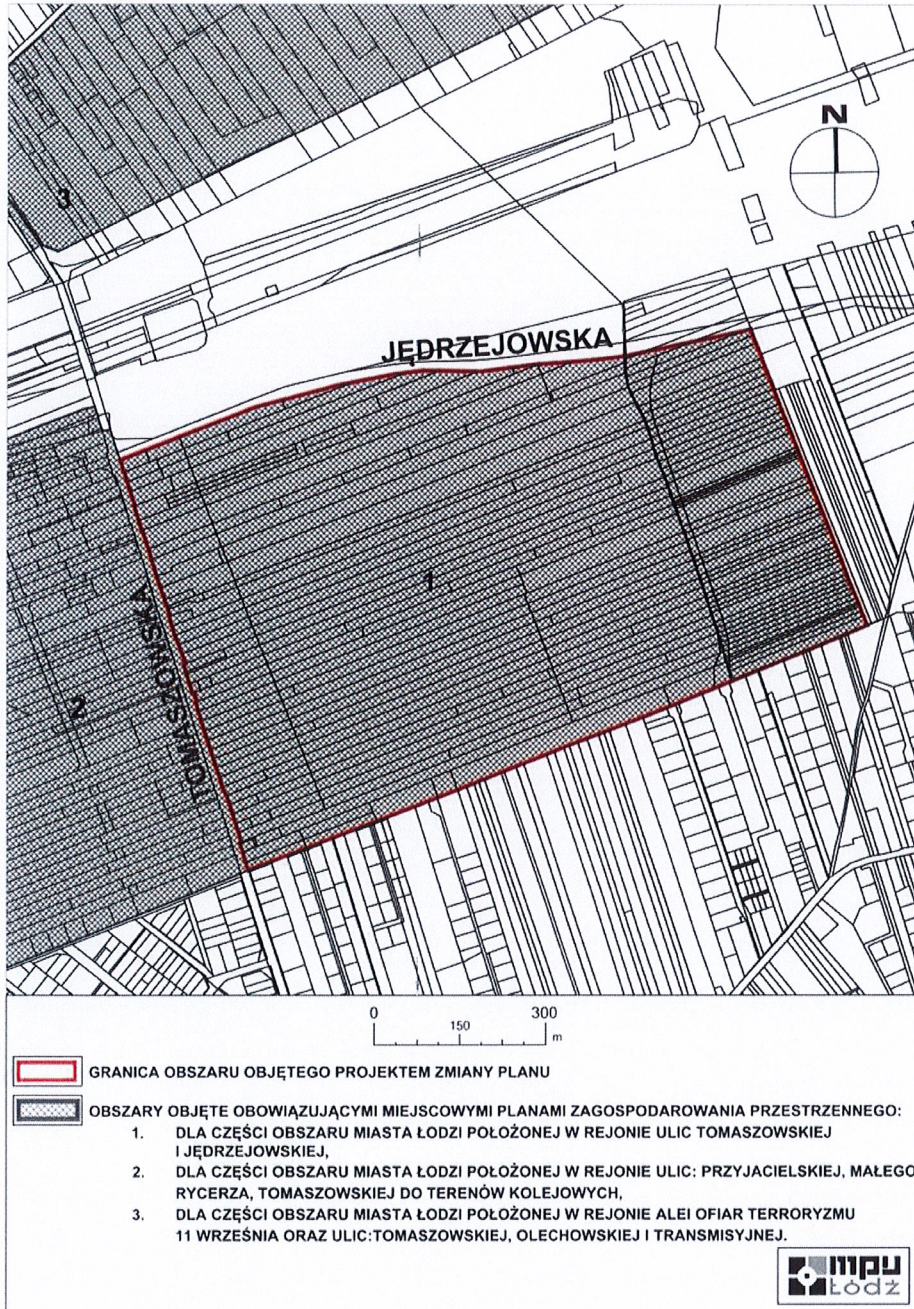 N
3
JĘDRZEJOWSKA
1
TOMASZOWSKA
2
0 300
150 m
GRANICA OBSZARU OBJĘTEGO PROJEKTEM ZMIANY PLANU
OBSZARY OBJĘTE OBOWIĄZUJĄCYMI MIEJSCOWYMI PLANAMI ZAGOSPODAROWANIA PRZESTRZENNEGO:
1. DLA CZĘŚCI OBSZARU MIASTA ŁODZI POŁOŻONEJ W REJONIE ULIC TOMASZOWSKIEJ
I JĘDRZEJOWSKIEJ,
2. DLA CZĘŚCI OBSZARU MIASTA ŁODZI POŁOŻONEJ W REJONIE ULIC: PRZYJACIELSKIEJ, MAŁEGO
RYCERZA, TOMASZOWSKIEJ DO TERENÓW KOLEJOWYCH,
3. DLA CZĘŚCI OBSZARU MIASTA ŁODZI POŁOŻONEJ W REJONIE ALEI OFIAR TERRORYZMU
11 WRZEŚNIA ORAZ ULIC:TOMASZOWSKIEJ, OLECHOWSKIEJ I TRANSMISYJNEJ.
mpu
Łódź